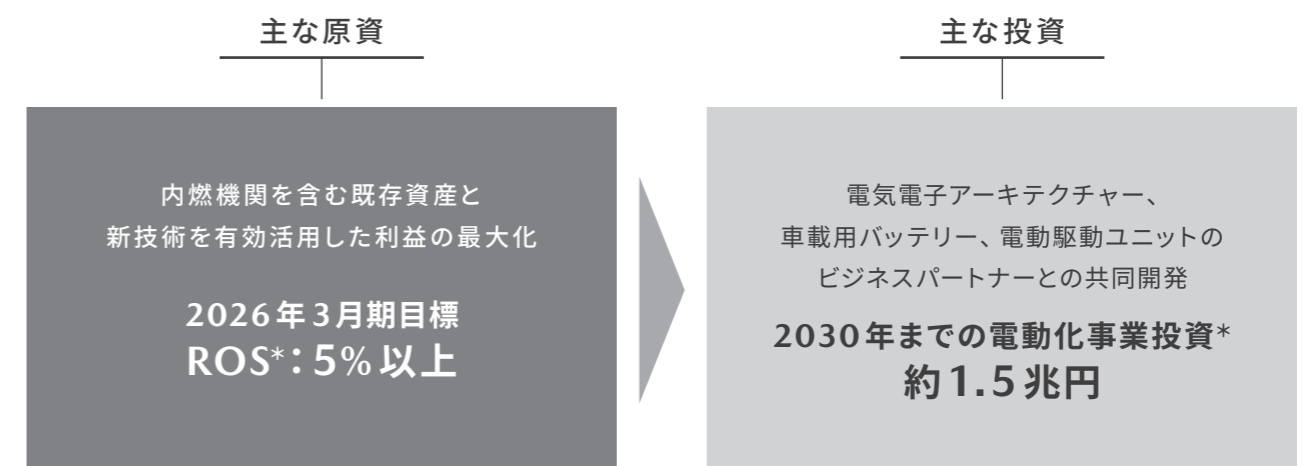 主な原資
内燃機関を含む既存資産と
新技術を有効活用した利益の最大化
2026年3月期目標
ROS*：5%以上
主な投資
電気電子アーキテクチャー、
車載用バッテリー、電動駆動ユニットの
ビジネスパートナーとの共同開発
2030年までの電動化事業投資*
約1.5兆円